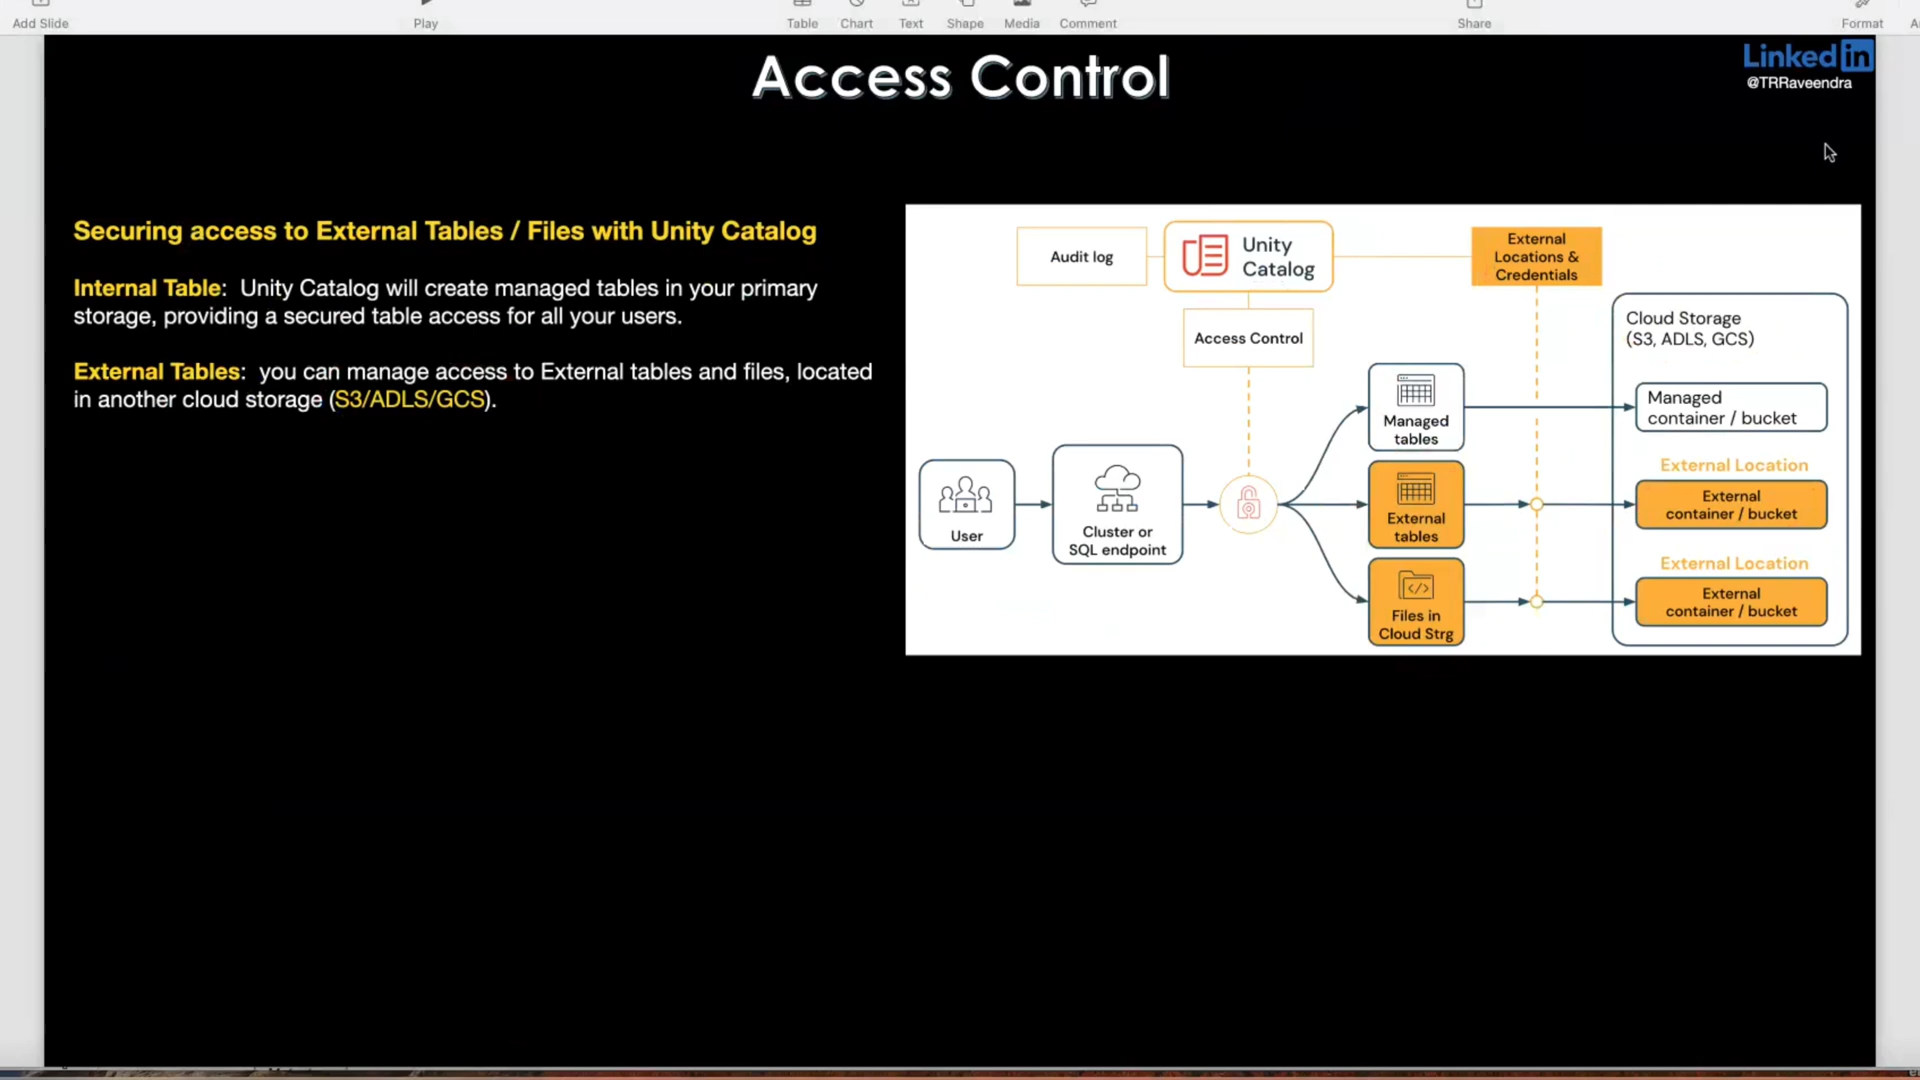 Add Slide
Play
Table
Chart
Text
Shape
Media
Comment
Share
Format
Access Control
Linked in
@TRRaveendra
Securing access to External Tables / Files with Unity Catalog
Internal Table: Unity Catalog will create managed tables in your primary
storage, providing a secured table access for all your users.
External Tables: you can manage access to External tables and files, located
in another cloud storage (S3/ADLS/GCS).
Audit log
Unity
Catalog
External
Locations &
Credentials
Access Control
Cloud Storage
(S3, ADLS, GCS)
Managed
tables
Managed
container / bucket
User
Cluster or
SQL endpoint
External
tables
External Location
External
container / bucket
Files in
Cloud Strg
External Location
External
container / bucket